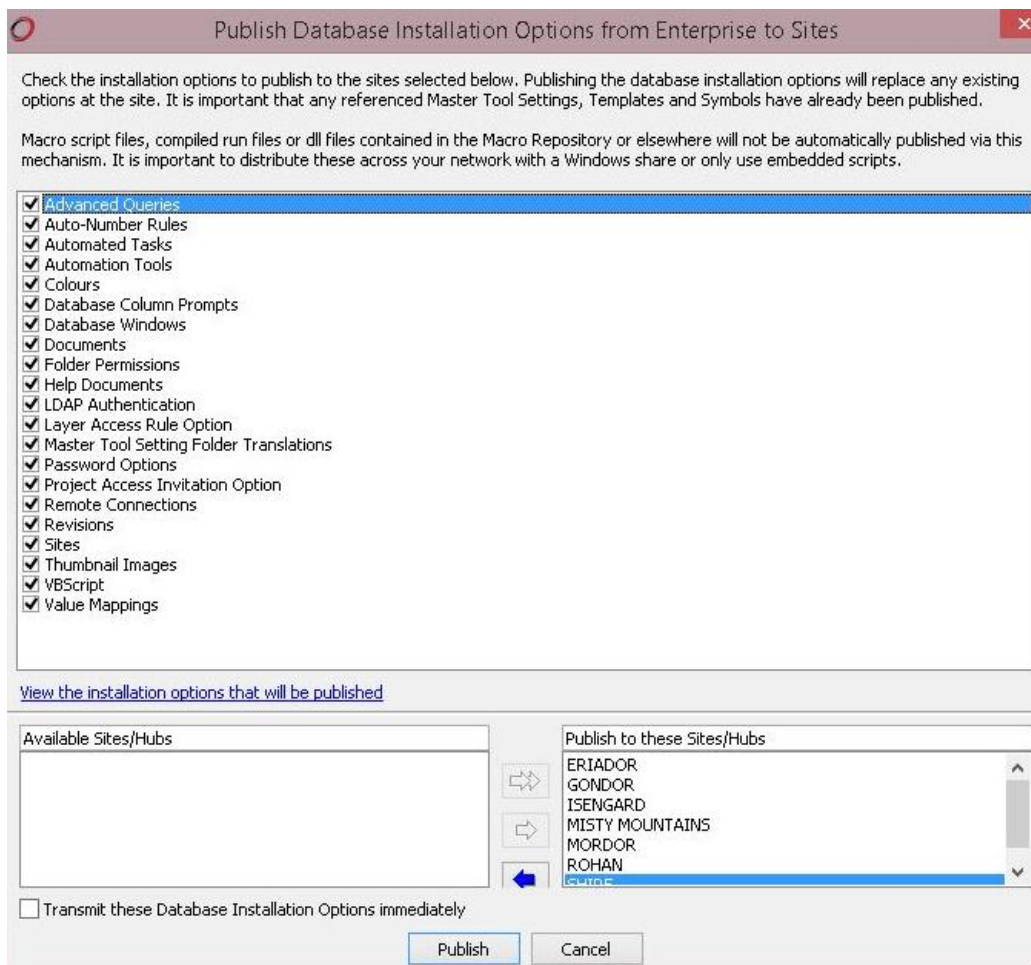 Publish Database Installation Options from Enterprise to Sites
Check the installation options to publish to the sites selected below. Publishing the database installation options will replace any existing
options at the site. It is important that any referenced Master Tool Settings, Templates and Symbols have already been published.
Macro script files, compiled run files or dll files contained in the Macro Repository or elsewhere will not be automatically published via this
mechanism. It is important to distribute these across your network with a Windows share or only use embedded scripts.
Advanced Queries
Auto-Number Rules
Automated Tasks
Automation Tools
Colours
Database Column Prompts
Database Windows
Documents
Folder Permissions
Help Documents
LDAP Authentication
Layer Access Rule Option
Master Tool Setting Folder Translations
Password Options
Project Access Invitation Option
Remote Connections
Revisions
Sites
Thumbnail Images
VBScript
Value Mappings
View the installation options that will be published
Available Sites/Hubs
Publish to these Sites/Hubs
ERIADOR
GONDOR
ISENGARD
MISTY MOUNTAINS
MORDOR
ROHAN
SHIRE
Transmit these Database Installation Options immediately
Publish
Cancel